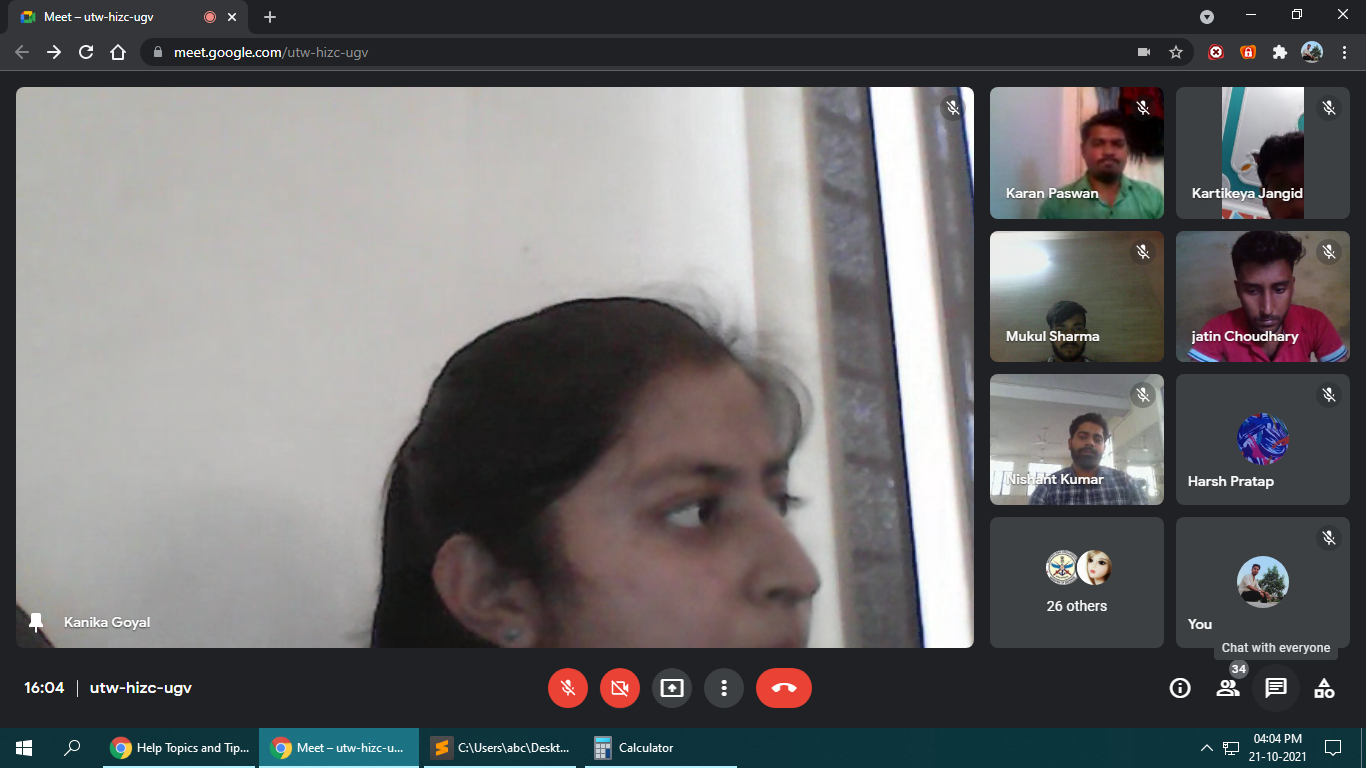 Meet – utw-hizc-ugv
meet.google.com/utw-hizc-ugv
Kanika Goyal
Karan Paswan
Kartikeya Jangid
Mukul Sharma
jatin Choudhary
Nishant Kumar
Harsh Pratap
26 others
You
Chat with everyone
16:04 | utw-hizc-ugv
34
Help Topics and Tip...
Meet – utw-hizc-u...
C:\Users\abc\Deskt...
Calculator
04:04 PM
21-10-2021